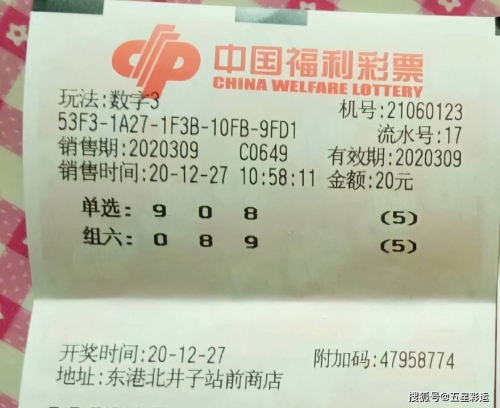 中国福利彩票
CHINA WELFARE LOTTERY
玩法:数字3 机号:21060123
53F3-1A27-1F3B-10FB-9FD1 流水号:17
销售期:2020309 C0649 有效期:2020309
销售时间:20-12-27 10:58:11 金额:20元
单选: 9 0 8 (5)
组六: 0 8 9 (5)
开奖时间:20-12-27 附加码:47958774
地址:东港北井子站前商店
搜狐号@五星彩运